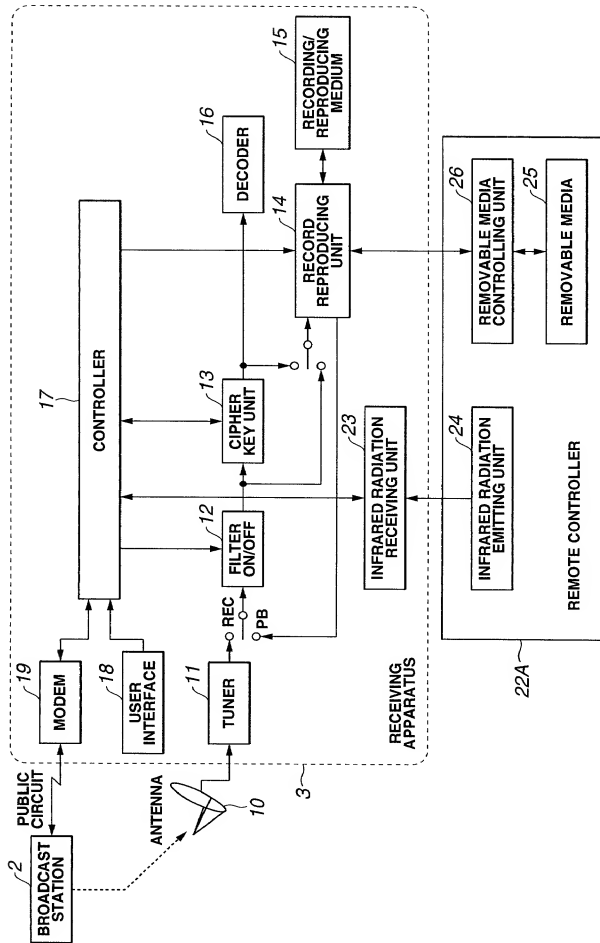 2
BROADCAST
STATION
PUBLIC
CIRCUIT
ANTENNA
10
3
19
MODEM
18
USER
INTERFACE
11
TUNER
RECEIVING
APPARATUS
17
CONTROLLER
REC
PB
12
FILTER
ON/OFF
13
CIPHER
KEY UNIT
16
DECODER
14
RECORD
REPRODUCING
UNIT
15
RECORDING/
REPRODUCING
MEDIUM
23
INFRARED RADIATION
RECEIVING UNIT
24
INFRARED RADIATION
EMITTING UNIT
26
REMOVABLE MEDIA
CONTROLLING UNIT
25
REMOVABLE MEDIA
REMOTE CONTROLLER
22A